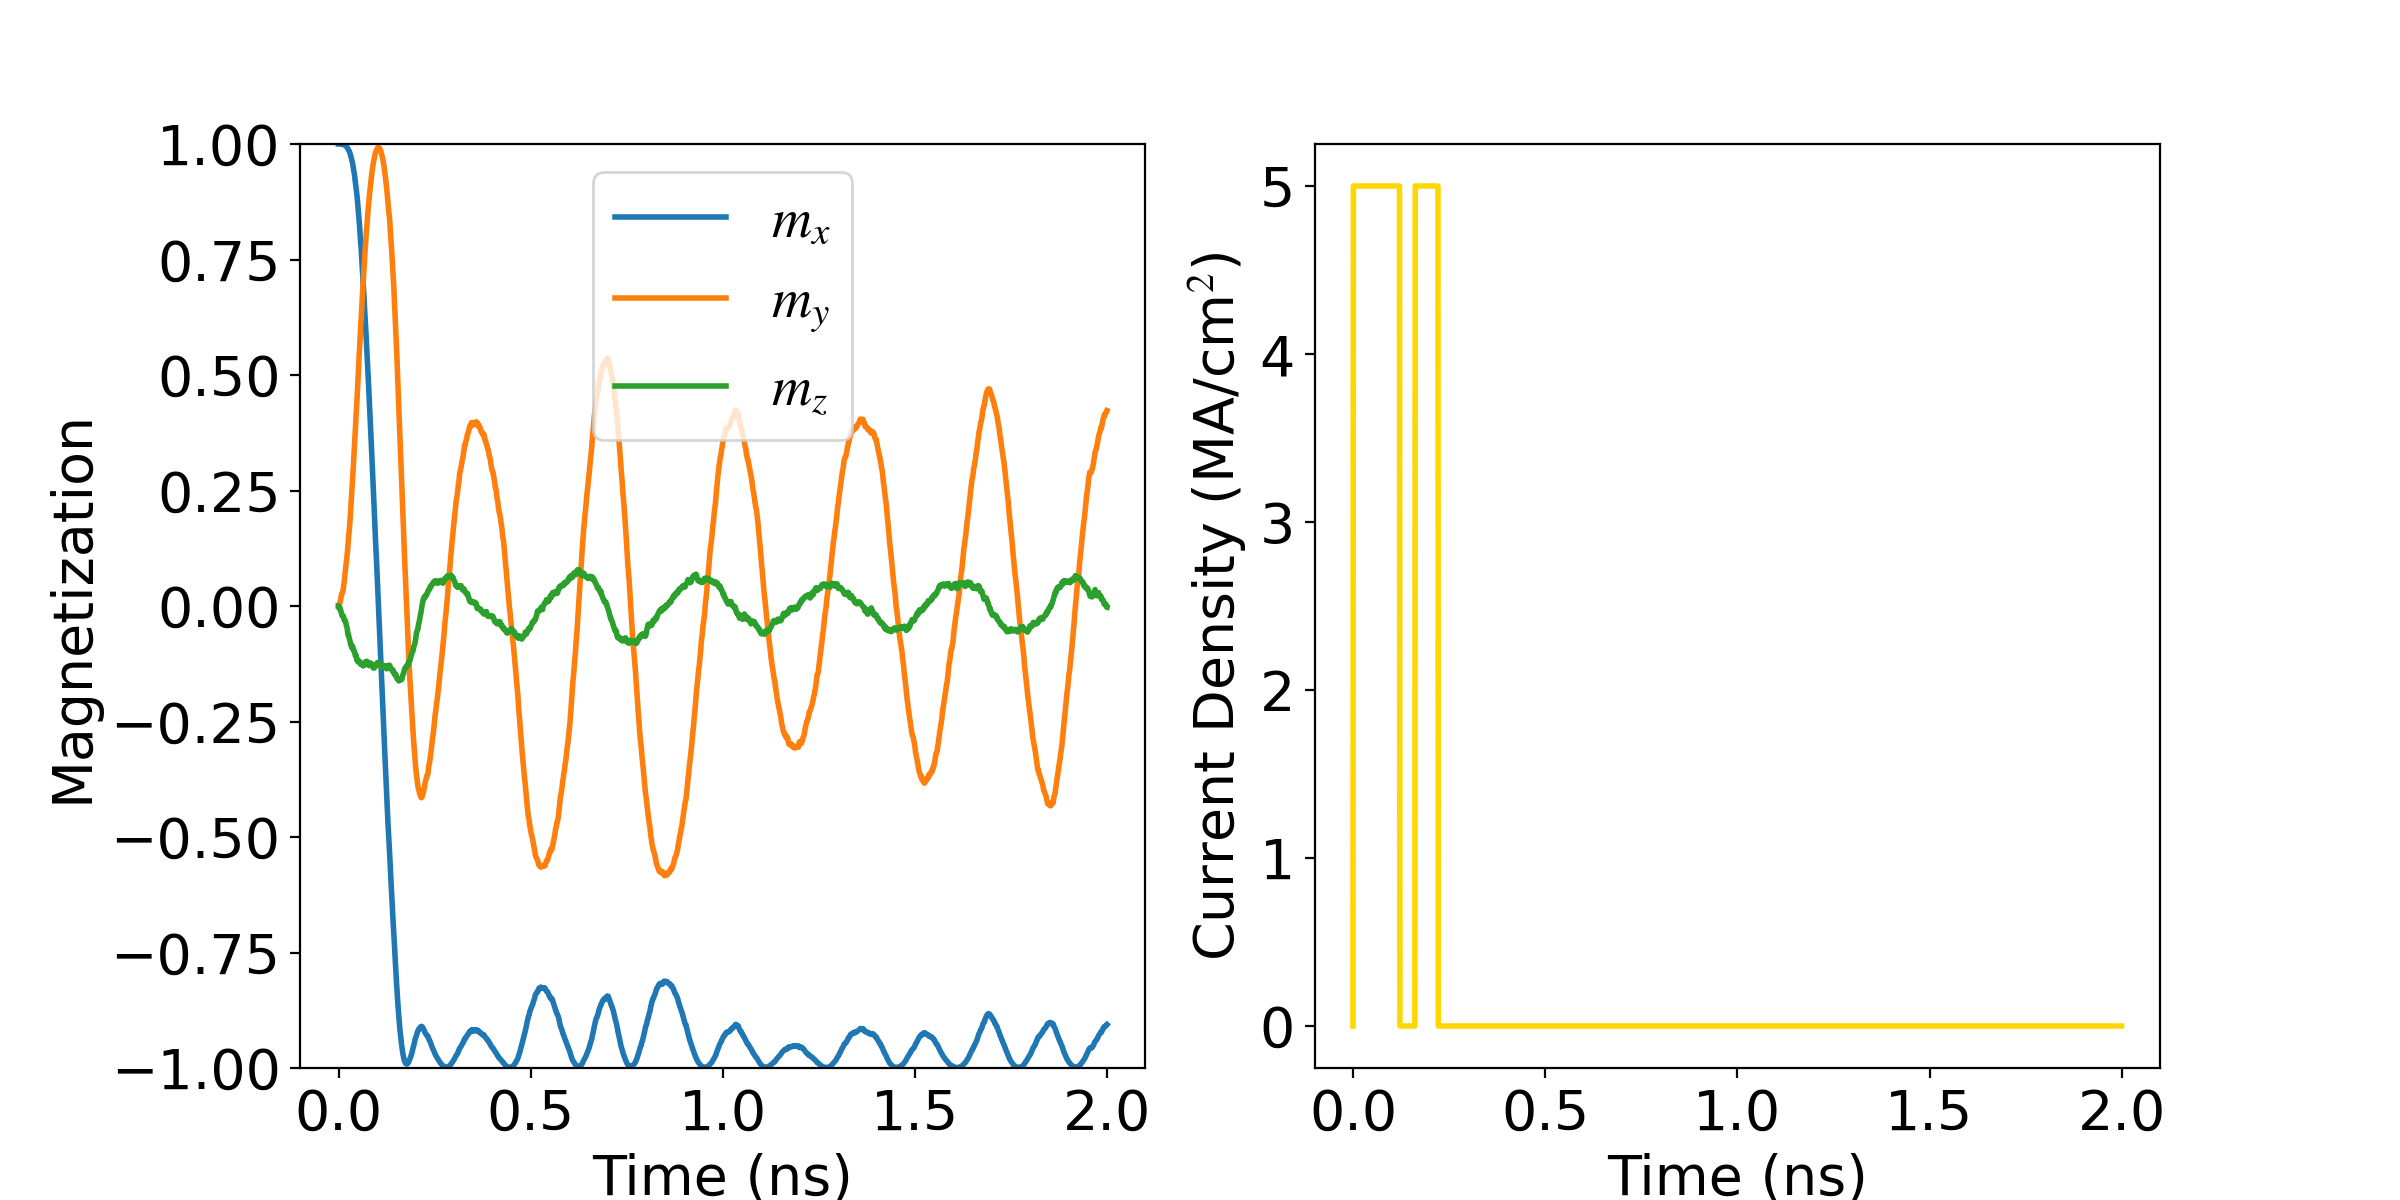 1.00
0.75
0.50
0.25
0.00
−0.25
−0.50
−0.75
−1.00
Magnetization
0.0 0.5 1.0 1.5 2.0
Time (ns)
m_x
m_y
m_z
5
4
3
2
1
0
Current Density (MA/cm²)
0.0 0.5 1.0 1.5 2.0
Time (ns)